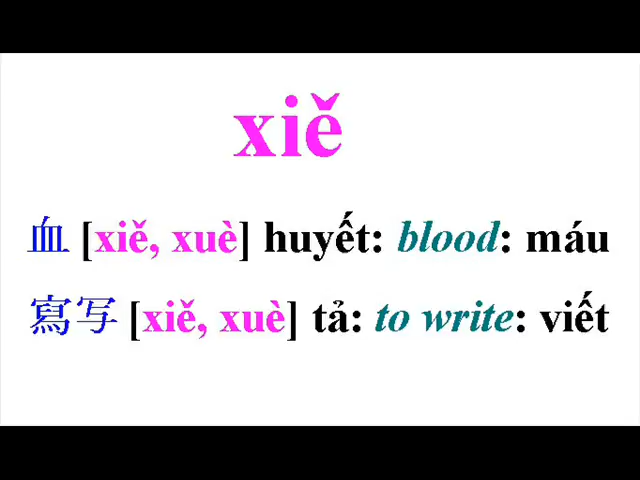 xiě
血 [xiě, xuè] huyết: blood: máu
寫写 [xiě, xuè] tả: to write: viết